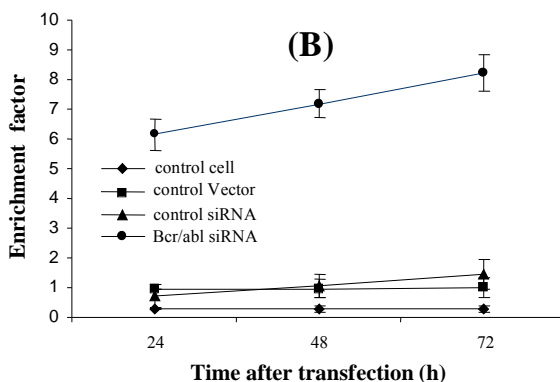 (B)
10
9
8
7
6
5
4
3
2
1
0
Enrichment factor
control cell
control Vector
control siRNA
Bcr/abl siRNA
24 48 72
Time after transfection (h)